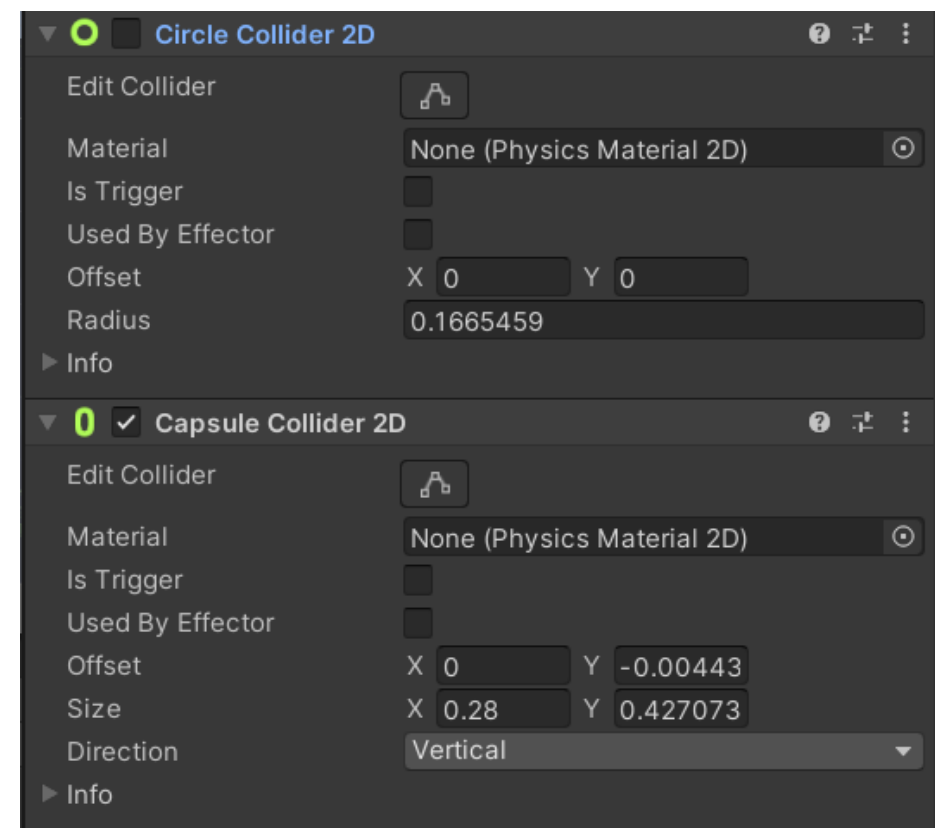 Circle Collider 2D
Edit Collider
Material None (Physics Material 2D)
Is Trigger
Used By Effector
Offset X 0 Y 0
Radius 0.1665459
Info
Capsule Collider 2D
Edit Collider
Material None (Physics Material 2D)
Is Trigger
Used By Effector
Offset X 0 Y -0.00443
Size X 0.28 Y 0.427073
Direction Vertical
Info